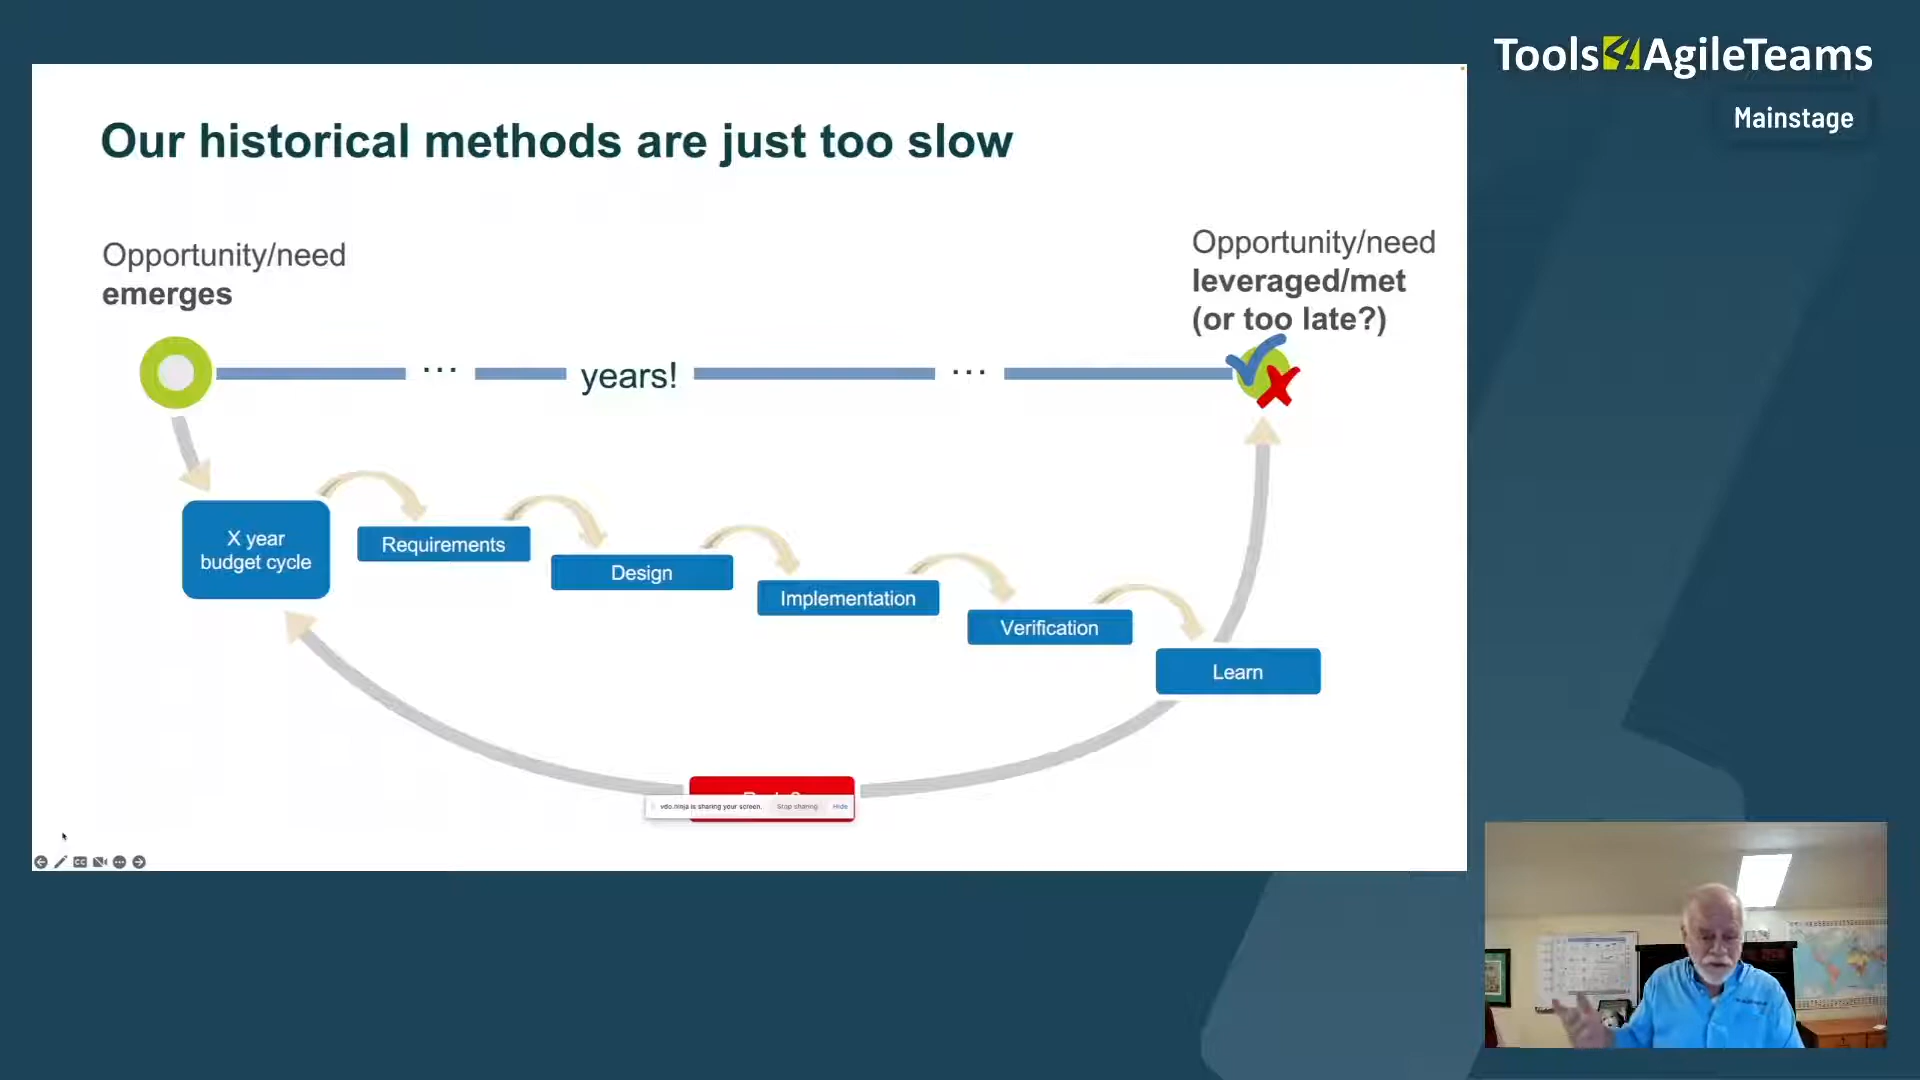 Tools4AgileTeams
Mainstage
Our historical methods are just too slow
Opportunity/need
emerges
Opportunity/need
leveraged/met
(or too late?)
... years! ...
X year
budget cycle
Requirements
Design
Implementation
Verification
Learn
vdo.ninja is sharing your screen. Stop sharing Hide
CC